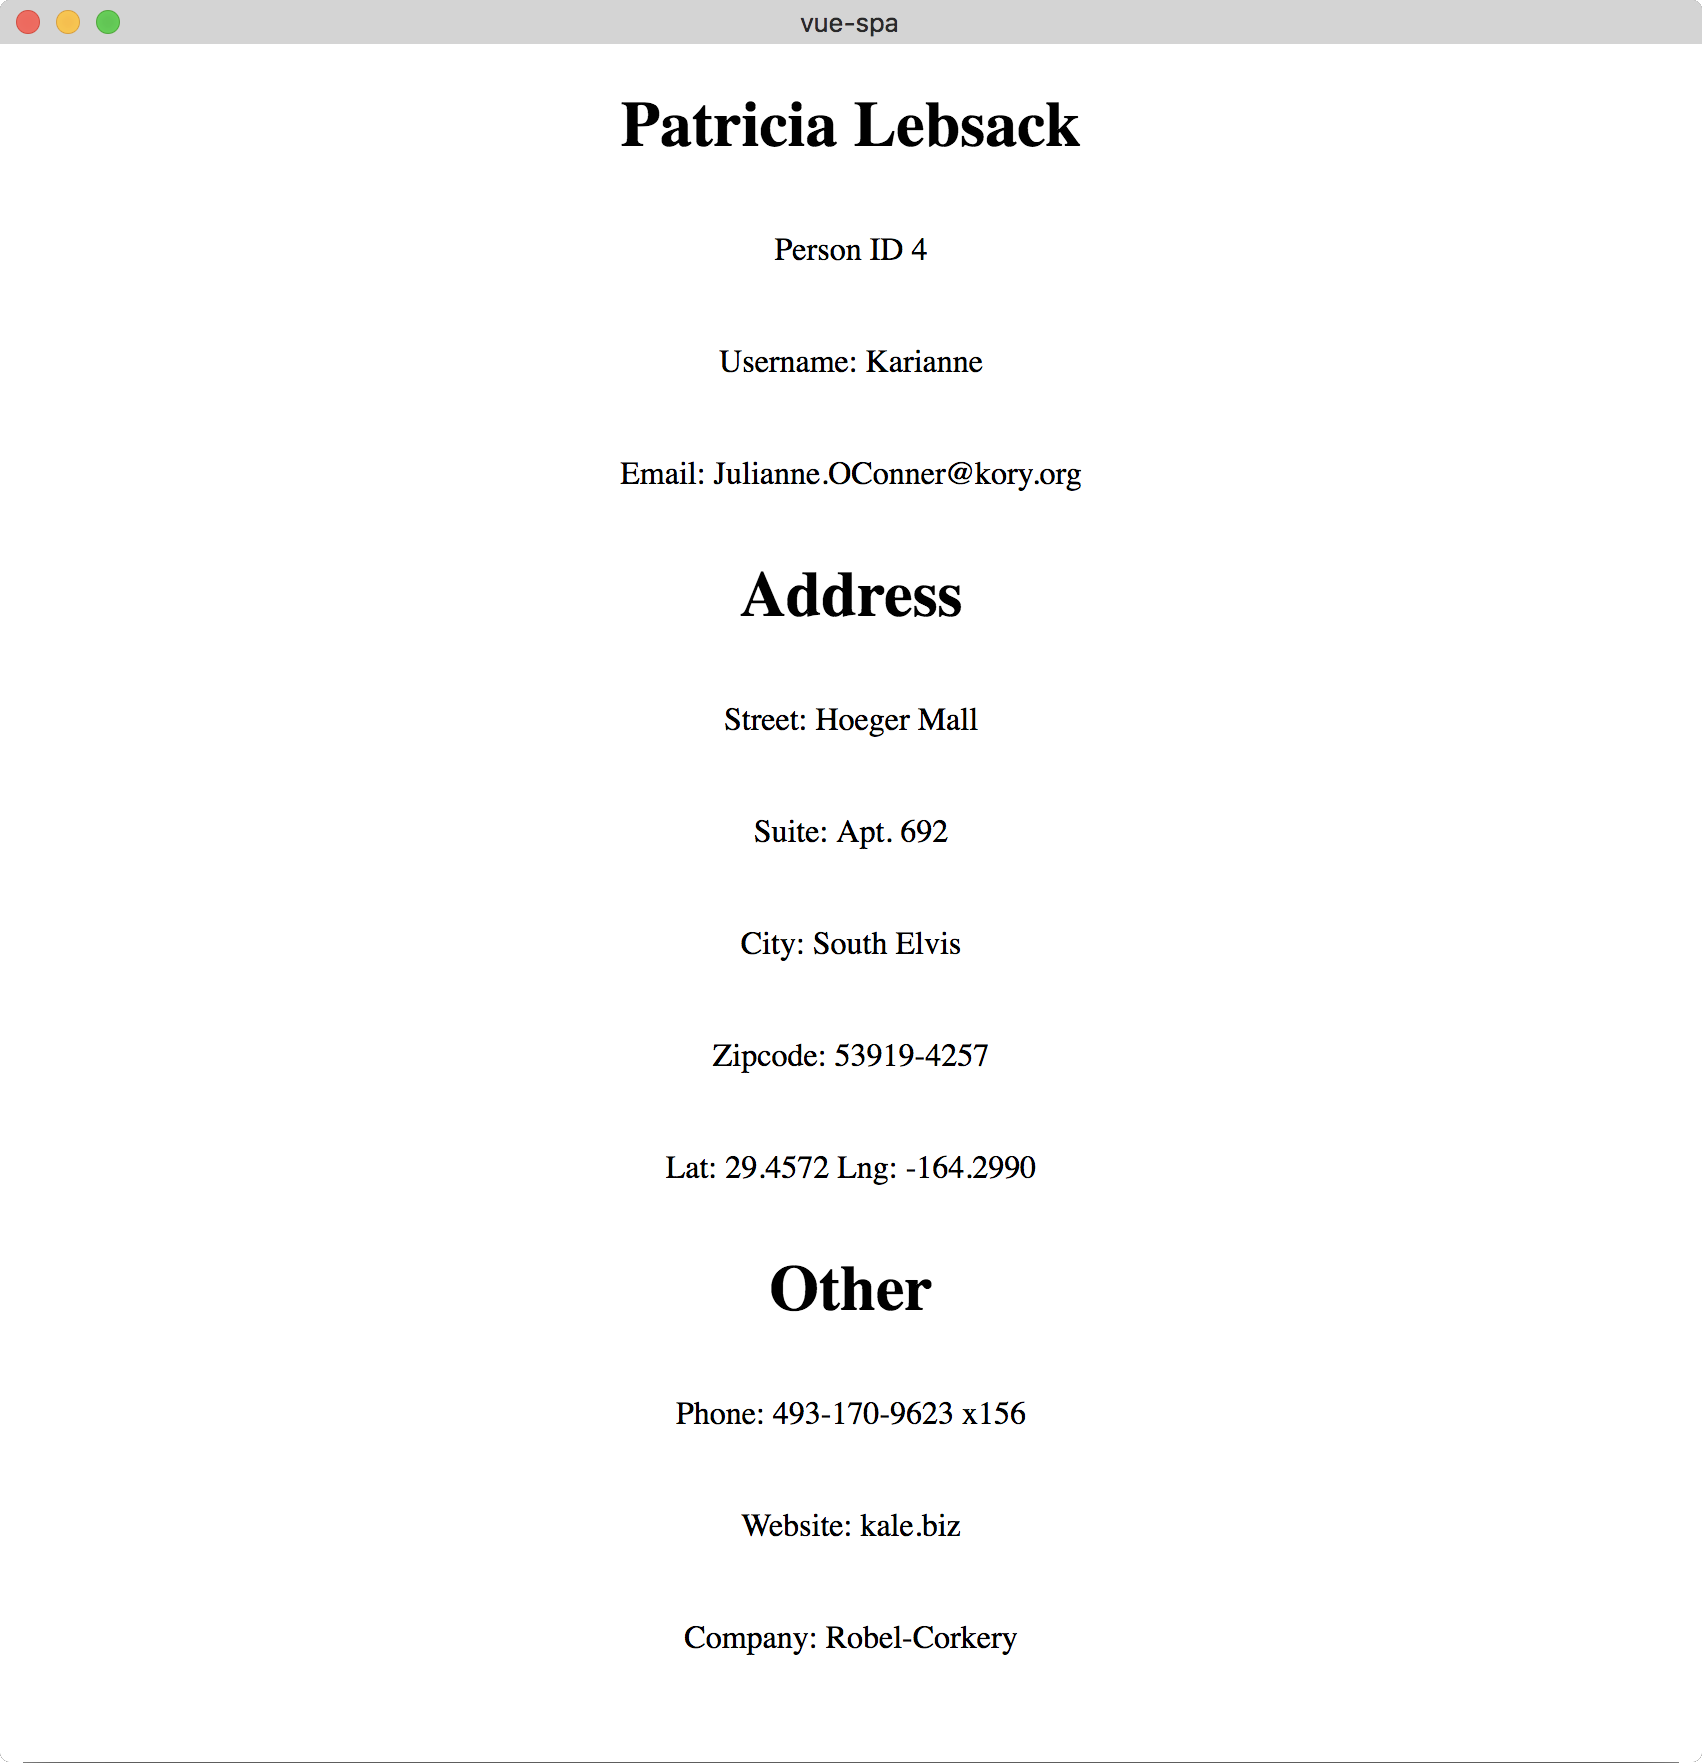 vue-spa
Patricia Lebsack
Person ID 4
Username: Karianne
Email: Julianne.OConner@kory.org
Address
Street: Hoeger Mall
Suite: Apt. 692
City: South Elvis
Zipcode: 53919-4257
Lat: 29.4572 Lng: -164.2990
Other
Phone: 493-170-9623 x156
Website: kale.biz
Company: Robel-Corkery